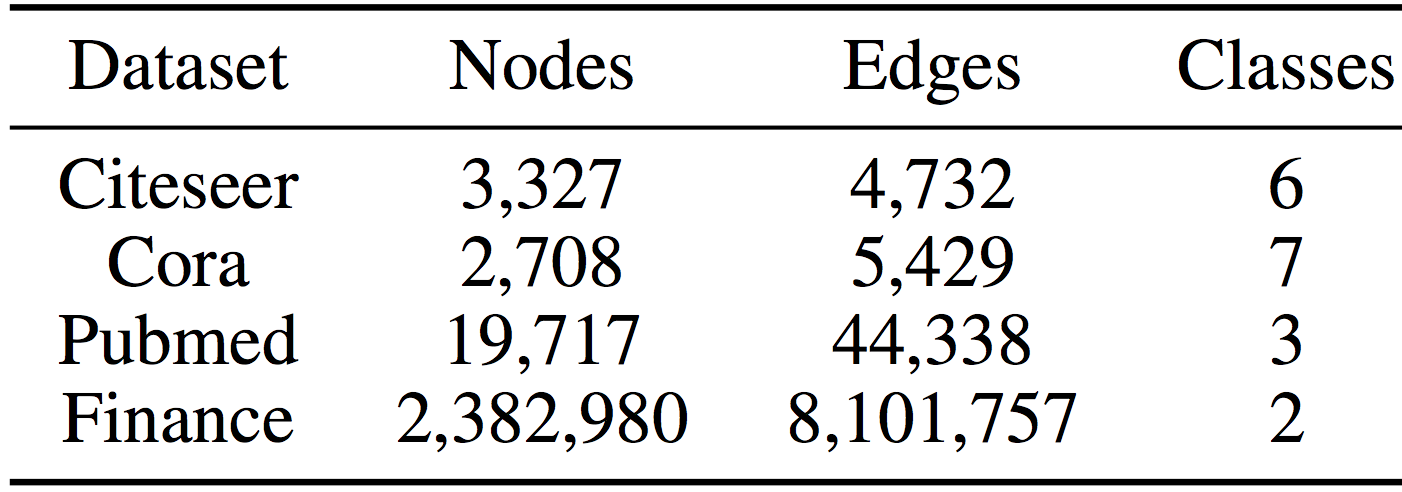 Dataset Nodes Edges Classes
Citeseer 3,327 4,732 6
Cora 2,708 5,429 7
Pubmed 19,717 44,338 3
Finance 2,382,980 8,101,757 2